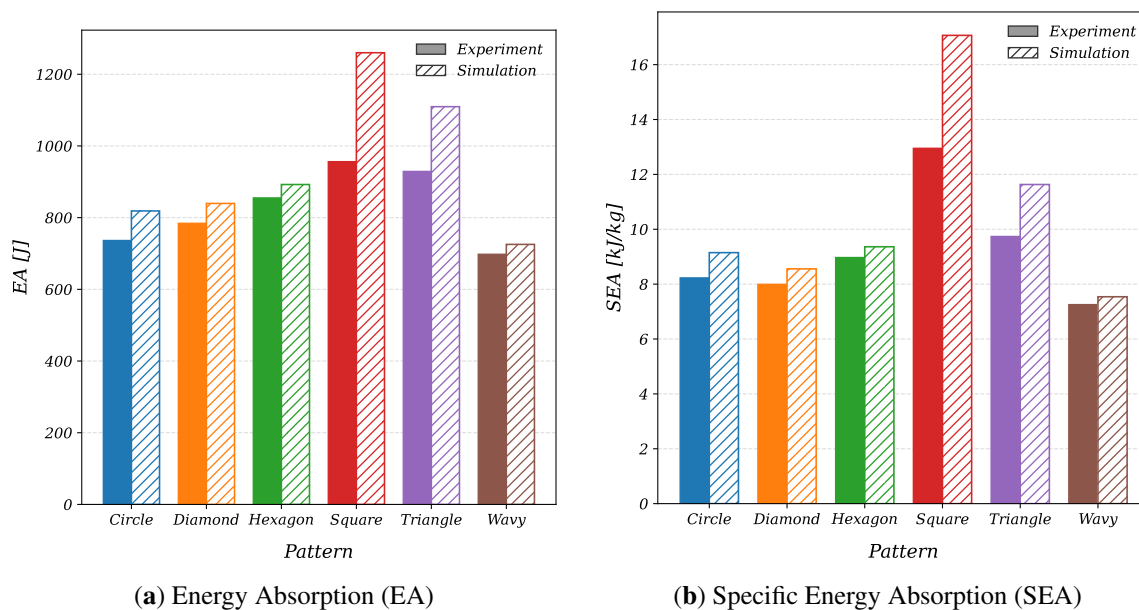 Experiment
Simulation
1200
1000
800
600
400
200
0
EA [J]
Circle Diamond Hexagon Square Triangle Wavy
Pattern
(a) Energy Absorption (EA)
Experiment
Simulation
16
14
12
10
8
6
4
2
0
SEA [kJ/kg]
Circle Diamond Hexagon Square Triangle Wavy
Pattern
(b) Specific Energy Absorption (SEA)